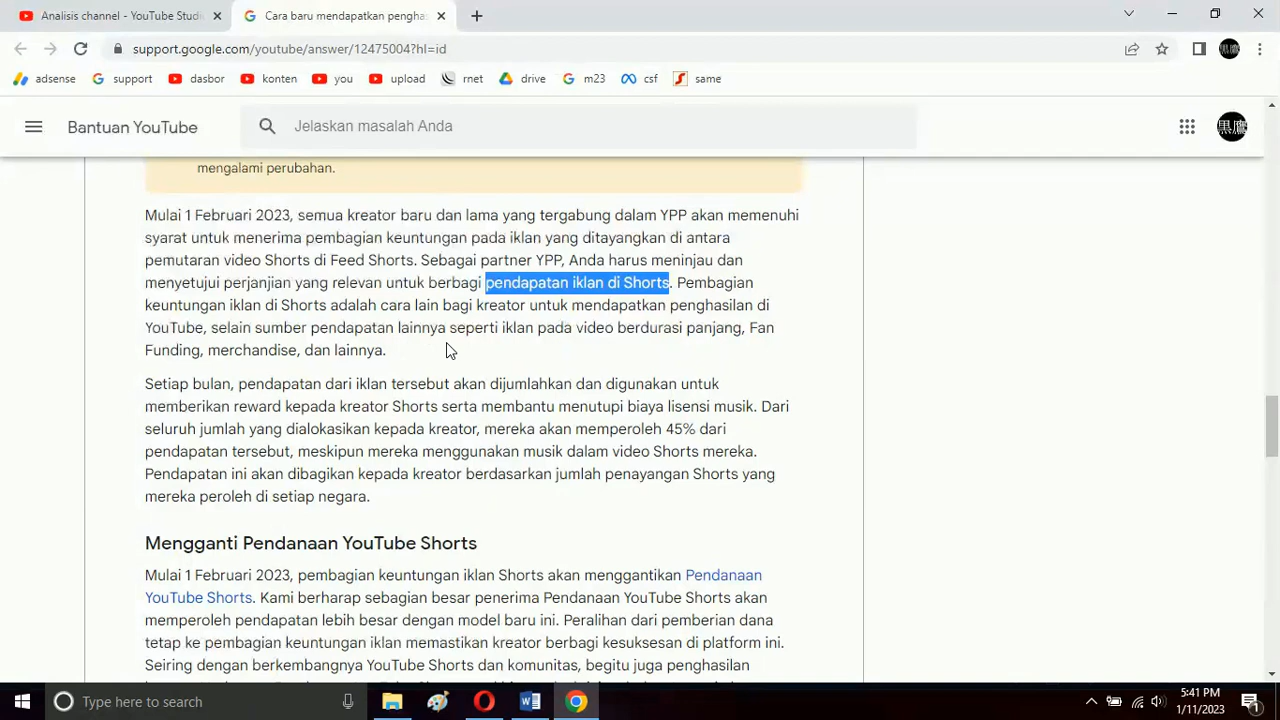 Analisis channel - YouTube Studi
Cara baru mendapatkan pengha
support.google.com/youtube/answer/12475004?hl=id
adsense support dasbor konten you upload rnet drive m23 csf same
Bantuan YouTube
Jelaskan masalah Anda
黒鷹
mengalami perubahan.
Mulai 1 Februari 2023, semua kreator baru dan lama yang tergabung dalam YPP akan memenuhi
syarat untuk menerima pembagian keuntungan pada iklan yang ditayangkan di antara
pemutaran video Shorts di Feed Shorts. Sebagai partner YPP, Anda harus meninjau dan
menyetujui perjanjian yang relevan untuk berbagi pendapatan iklan di Shorts. Pembagian
keuntungan iklan di Shorts adalah cara lain bagi kreator untuk mendapatkan penghasilan di
YouTube, selain sumber pendapatan lainnya seperti iklan pada video berdurasi panjang, Fan
Funding, merchandise, dan lainnya.
Setiap bulan, pendapatan dari iklan tersebut akan dijumlahkan dan digunakan untuk
memberikan reward kepada kreator Shorts serta membantu menutupi biaya lisensi musik. Dari
seluruh jumlah yang dialokasikan kepada kreator, mereka akan memperoleh 45% dari
pendapatan tersebut, meskipun mereka menggunakan musik dalam video Shorts mereka.
Pendapatan ini akan dibagikan kepada kreator berdasarkan jumlah penayangan Shorts yang
mereka peroleh di setiap negara.
Mengganti Pendanaan YouTube Shorts
Mulai 1 Februari 2023, pembagian keuntungan iklan Shorts akan menggantikan Pendanaan
YouTube Shorts. Kami berharap sebagian besar penerima Pendanaan YouTube Shorts akan
memperoleh pendapatan lebih besar dengan model baru ini. Peralihan dari pemberian dana
tetap ke pembagian keuntungan iklan memastikan kreator berbagi kesuksesan di platform ini.
Seiring dengan berkembangnya YouTube Shorts dan komunitas, begitu juga penghasilan
Type here to search
5:41 PM
1/11/2023